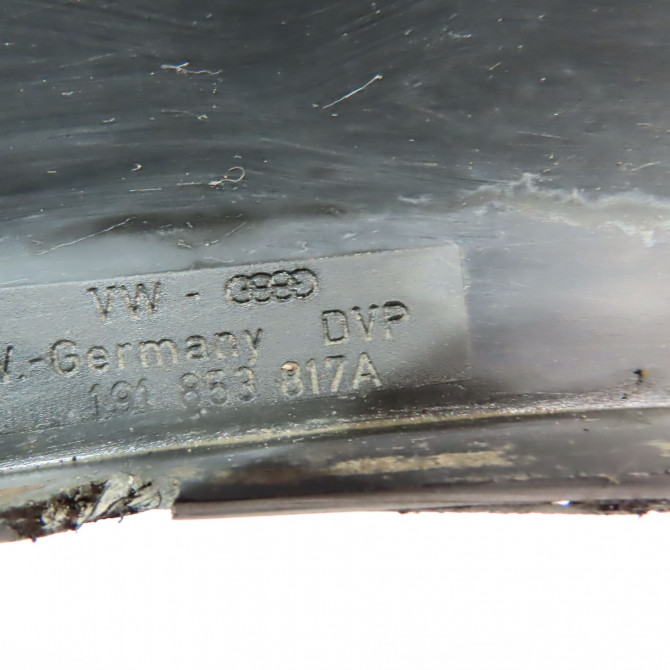 VW -
W.-Germany DVP
191 853 817A